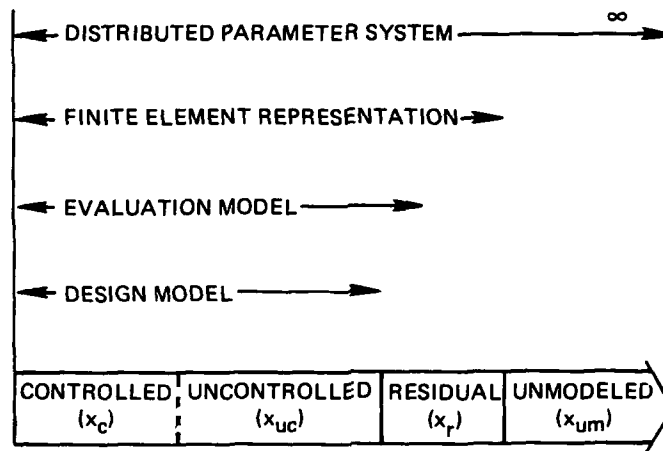 ∞
DISTRIBUTED PARAMETER SYSTEM
FINITE ELEMENT REPRESENTATION
EVALUATION MODEL
DESIGN MODEL
CONTROLLED UNCONTROLLED RESIDUAL UNMODELED
(x_c) (x_uc) (x_r) (x_um)